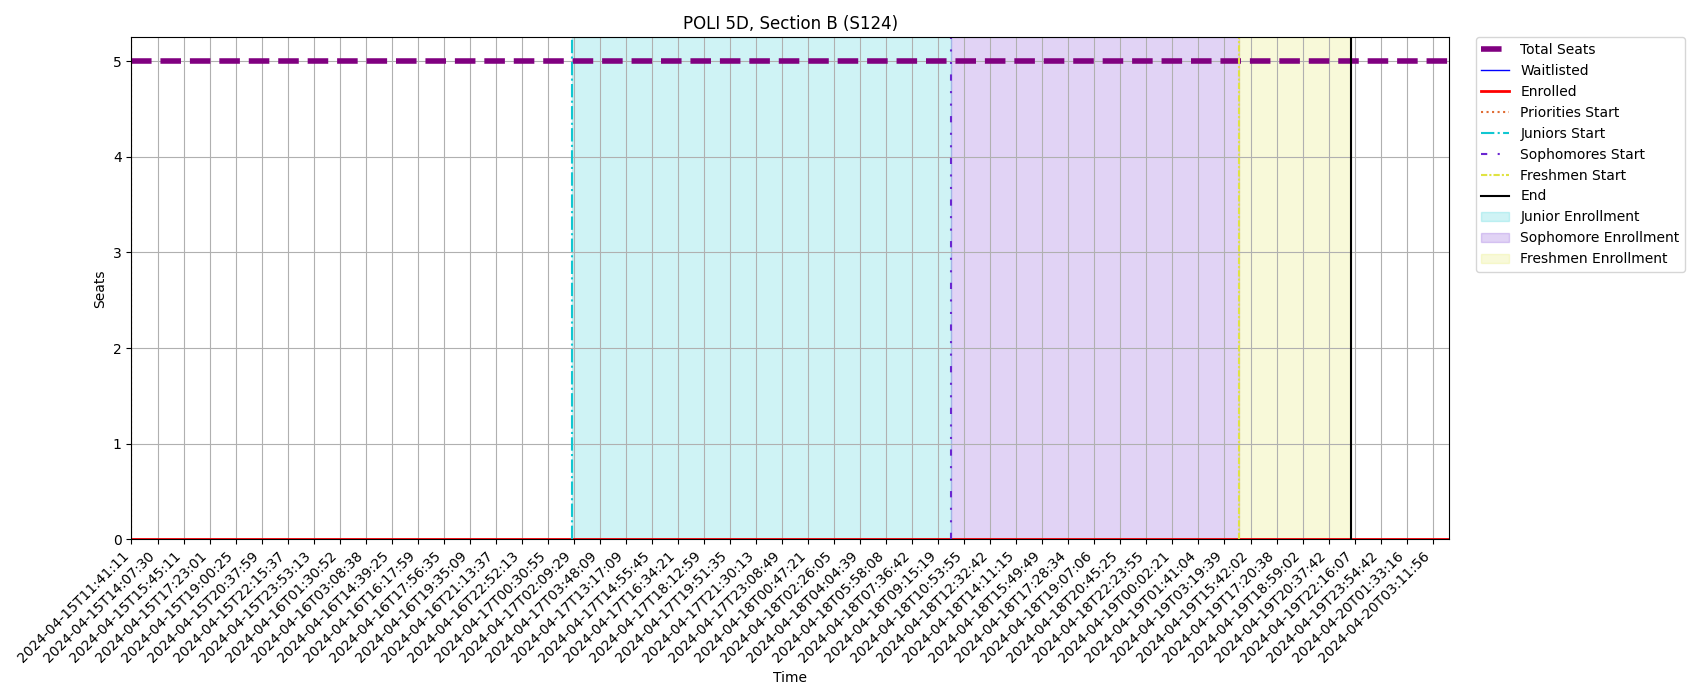 POLI 5D, Section B (S124)
Seats
5
4
3
2
1
0
2024-04-15T11:41:11
2024-04-15T14:07:30
2024-04-15T15:45:11
2024-04-15T17:23:01
2024-04-15T19:00:25
2024-04-15T20:37:59
2024-04-15T22:15:37
2024-04-15T23:53:13
2024-04-16T01:30:52
2024-04-16T03:08:38
2024-04-16T14:39:25
2024-04-16T16:17:59
2024-04-16T17:56:35
2024-04-16T19:35:09
2024-04-16T21:13:37
2024-04-16T22:52:13
2024-04-17T00:30:55
2024-04-17T02:09:29
2024-04-17T03:48:09
2024-04-17T13:17:09
2024-04-17T14:55:45
2024-04-17T16:34:21
2024-04-17T18:12:59
2024-04-17T19:51:35
2024-04-17T21:30:13
2024-04-17T23:08:49
2024-04-18T00:47:21
2024-04-18T02:26:05
2024-04-18T04:04:39
2024-04-18T05:58:08
2024-04-18T07:36:42
2024-04-18T09:15:19
2024-04-18T10:53:55
2024-04-18T12:32:42
2024-04-18T14:11:15
2024-04-18T15:49:49
2024-04-18T17:28:34
2024-04-18T19:07:06
2024-04-18T20:45:25
2024-04-18T22:23:55
2024-04-19T00:02:21
2024-04-19T01:41:04
2024-04-19T03:19:39
2024-04-19T15:42:02
2024-04-19T17:20:38
2024-04-19T18:59:02
2024-04-19T20:37:42
2024-04-19T22:16:07
2024-04-19T23:54:42
2024-04-20T01:33:16
2024-04-20T03:11:56
Time
Total Seats
Waitlisted
Enrolled
Priorities Start
Juniors Start
Sophomores Start
Freshmen Start
End
Junior Enrollment
Sophomore Enrollment
Freshmen Enrollment